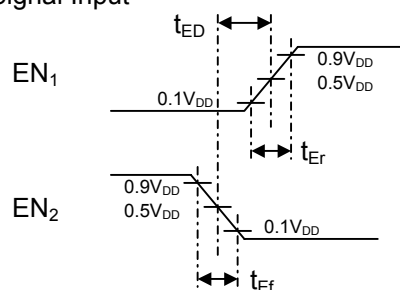 Signal Input
tED
EN1
0.9VDD
0.5VDD
0.1VDD
tEr
EN2
0.9VDD
0.5VDD
0.1VDD
tEf